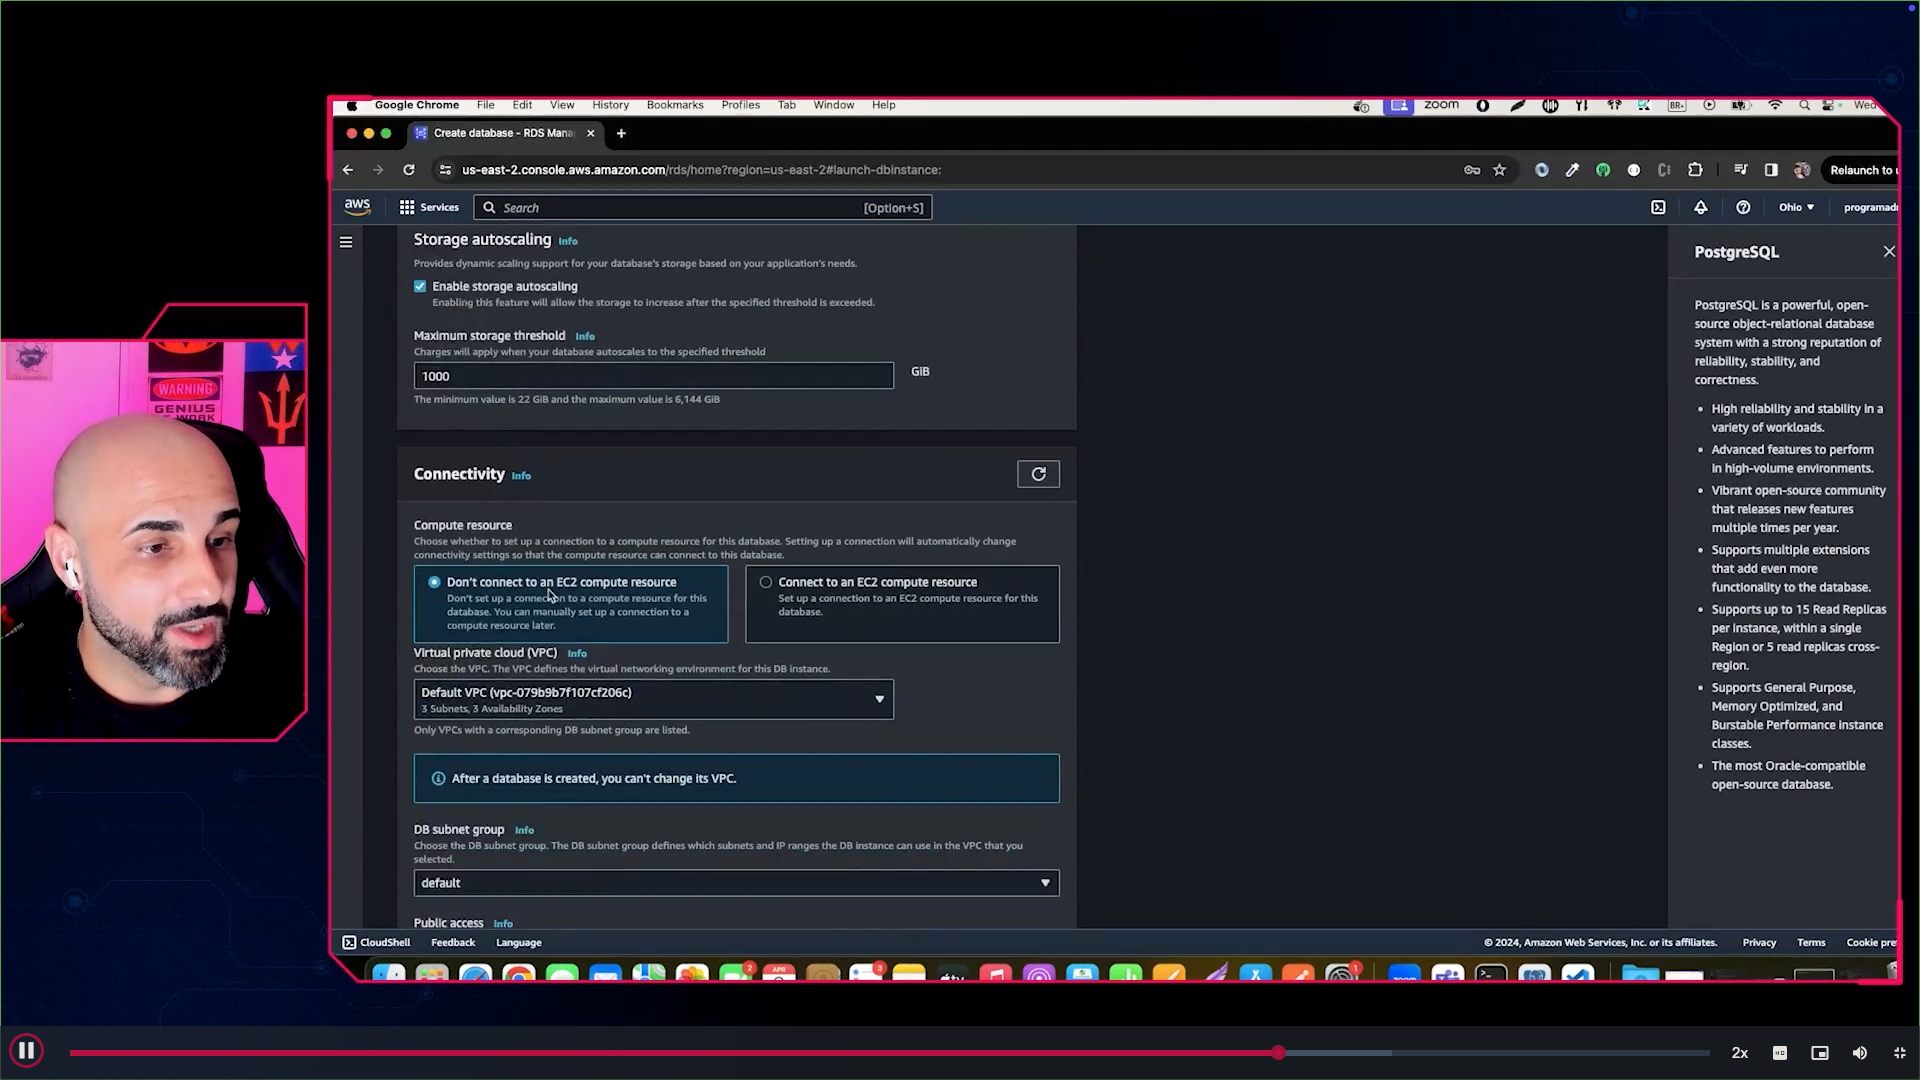 Google Chrome File Edit View History Bookmarks Profiles Tab Window Help
zoom
Wed
Create database - RDS Mana
us-east-2.console.aws.amazon.com/rds/home?region=us-east-2#launch-dbinstance:
Relaunch to u
aws
Services
Search
[Option+S]
Ohio
programadn
Storage autoscaling Info
Provides dynamic scaling support for your database's storage based on your application's needs.
Enable storage autoscaling
Enabling this feature will allow the storage to increase after the specified threshold is exceeded.
Maximum storage threshold Info
Charges will apply when your database autoscales to the specified threshold
1000
GiB
The minimum value is 22 GiB and the maximum value is 6,144 GiB
Connectivity Info
Compute resource
Choose whether to set up a connection to a compute resource for this database. Setting up a connection will automatically change
connectivity settings so that the compute resource can connect to this database.
Don't connect to an EC2 compute resource
Don't set up a connection to a compute resource for this
database. You can manually set up a connection to a
compute resource later.
Connect to an EC2 compute resource
Set up a connection to an EC2 compute resource for this
database.
Virtual private cloud (VPC) Info
Choose the VPC. The VPC defines the virtual networking environment for this DB instance.
Default VPC (vpc-079b9b7f107cf206c)
3 Subnets, 3 Availability Zones
Only VPCs with a corresponding DB subnet group are listed.
After a database is created, you can't change its VPC.
DB subnet group Info
Choose the DB subnet group. The DB subnet group defines which subnets and IP ranges the DB instance can use in the VPC that you
selected.
default
Public access Info
PostgreSQL
PostgreSQL is a powerful, open-
source object-relational database
system with a strong reputation of
reliability, stability, and
correctness.
High reliability and stability in a
variety of workloads.
Advanced features to perform
in high-volume environments.
Vibrant open-source community
that releases new features
multiple times per year.
Supports multiple extensions
that add even more
functionality to the database.
Supports up to 15 Read Replicas
per instance, within a single
Region or 5 read replicas cross-
region.
Supports General Purpose,
Memory Optimized, and
Burstable Performance instance
classes.
The most Oracle-compatible
open-source database.
CloudShell Feedback Language
© 2024, Amazon Web Services, Inc. or its affiliates. Privacy Terms Cookie pre
WARNING
GENIUS
2x